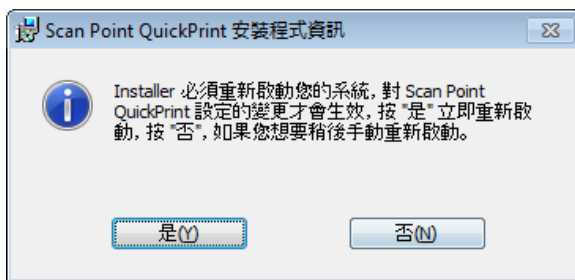 Scan Point QuickPrint 安裝程式資訊
Installer 必須重新啟動您的系統, 對 Scan Point
QuickPrint 設定的變更才會生效, 按 "是" 立即重新啟
動, 按 "否", 如果您想要稍後手動重新啟動。
是(Y)
否(N)